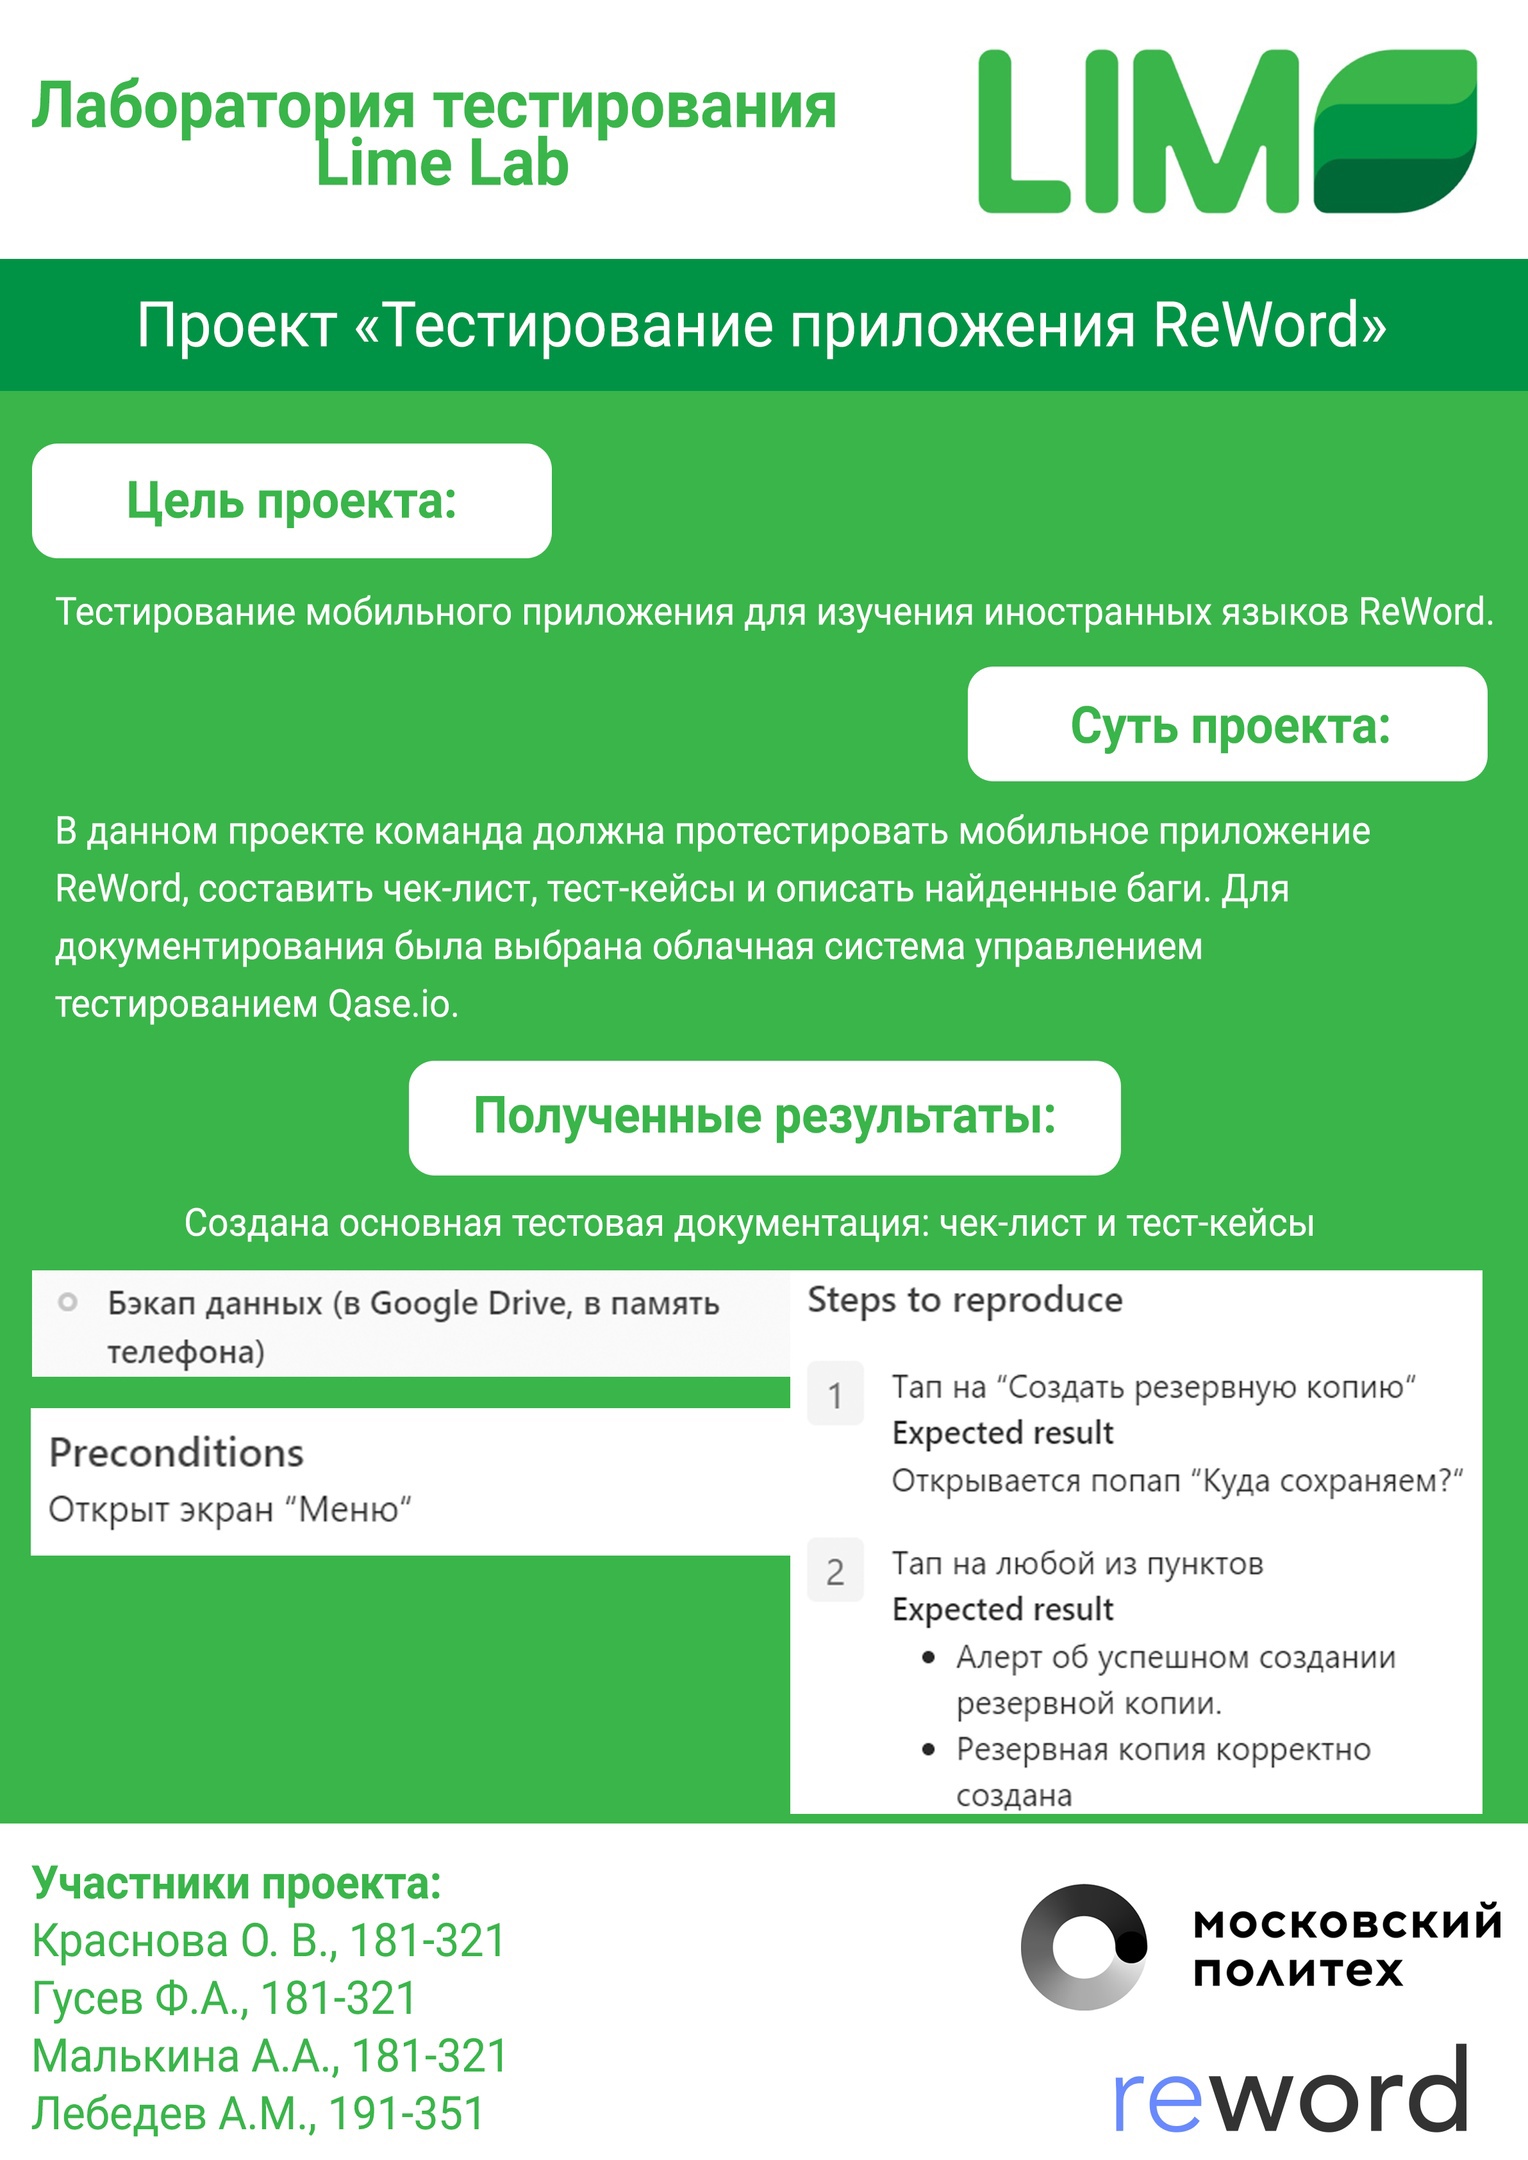 Лаборатория тестирования
Lime Lab
LIME
Проект «Тестирование приложения ReWord»
Цель проекта:
Тестирование мобильного приложения для изучения иностранных языков ReWord.
Суть проекта:
В данном проекте команда должна протестировать мобильное приложение
ReWord, составить чек-лист, тест-кейсы и описать найденные баги. Для
документирования была выбрана облачная система управлением
тестированием Qase.io.
Полученные результаты:
Создана основная тестовая документация: чек-лист и тест-кейсы
Бэкап данных (в Google Drive, в память
телефона)
Preconditions
Открыт экран “Меню“
Steps to reproduce
1
Тап на “Создать резервную копию“
Expected result
Открывается попап “Куда сохраняем?“
2
Тап на любой из пунктов
Expected result
Алерт об успешном создании
резервной копии.
Резервная копия корректно
создана
Участники проекта:
Краснова О. В., 181-321
Гусев Ф.А., 181-321
Малькина А.А., 181-321
Лебедев А.М., 191-351
московский
политех
reword